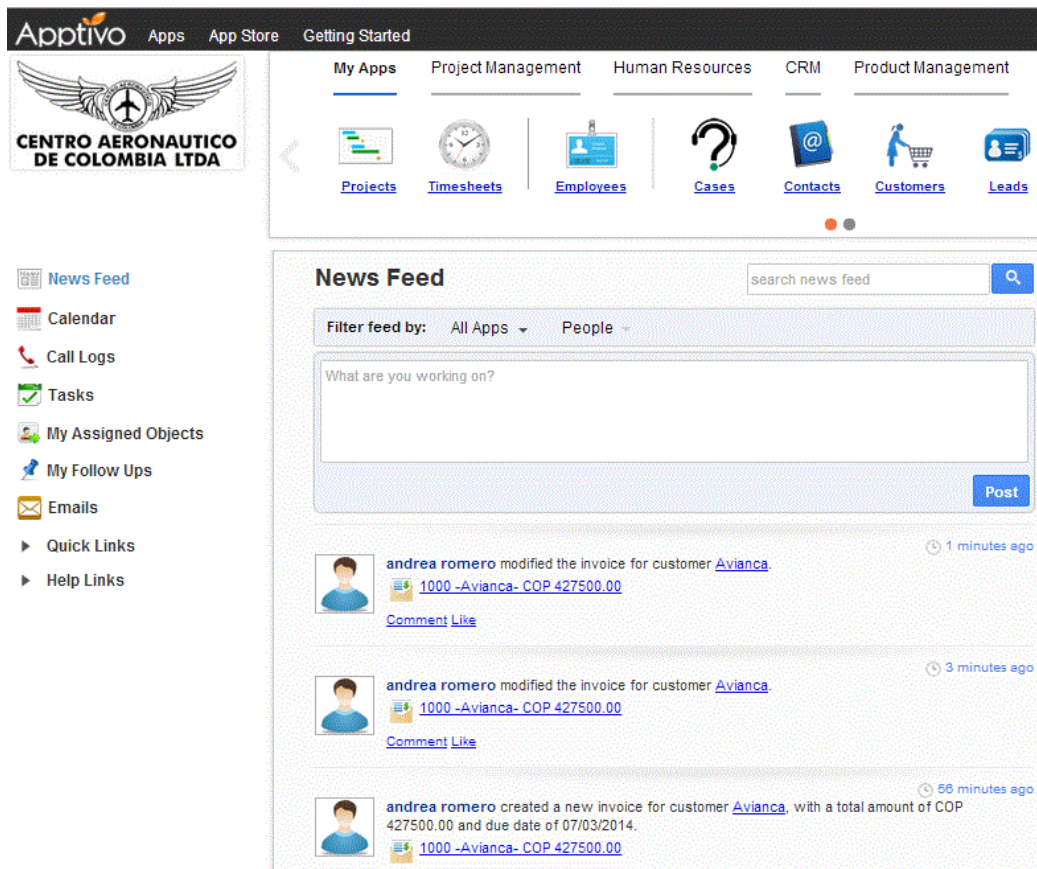 Apptivo Apps App Store Getting Started
CENTRO AERONAUTICO
DE COLOMBIA LTDA
My Apps Project Management Human Resources CRM Product Management
Projects Timesheets Employees Cases Contacts Customers Leads
News Feed
Calendar
Call Logs
Tasks
My Assigned Objects
My Follow Ups
Emails
Quick Links
Help Links
News Feed
search news feed
Filter feed by: All Apps People
What are you working on?
Post
1 minutes ago
andrea romero modified the invoice for customer Avianca.
1000 -Avianca- COP 427500.00
Comment Like
3 minutes ago
andrea romero modified the invoice for customer Avianca.
1000 -Avianca- COP 427500.00
Comment Like
56 minutes ago
andrea romero created a new invoice for customer Avianca, with a total amount of COP
427500.00 and due date of 07/03/2014.
1000 -Avianca- COP 427500.00